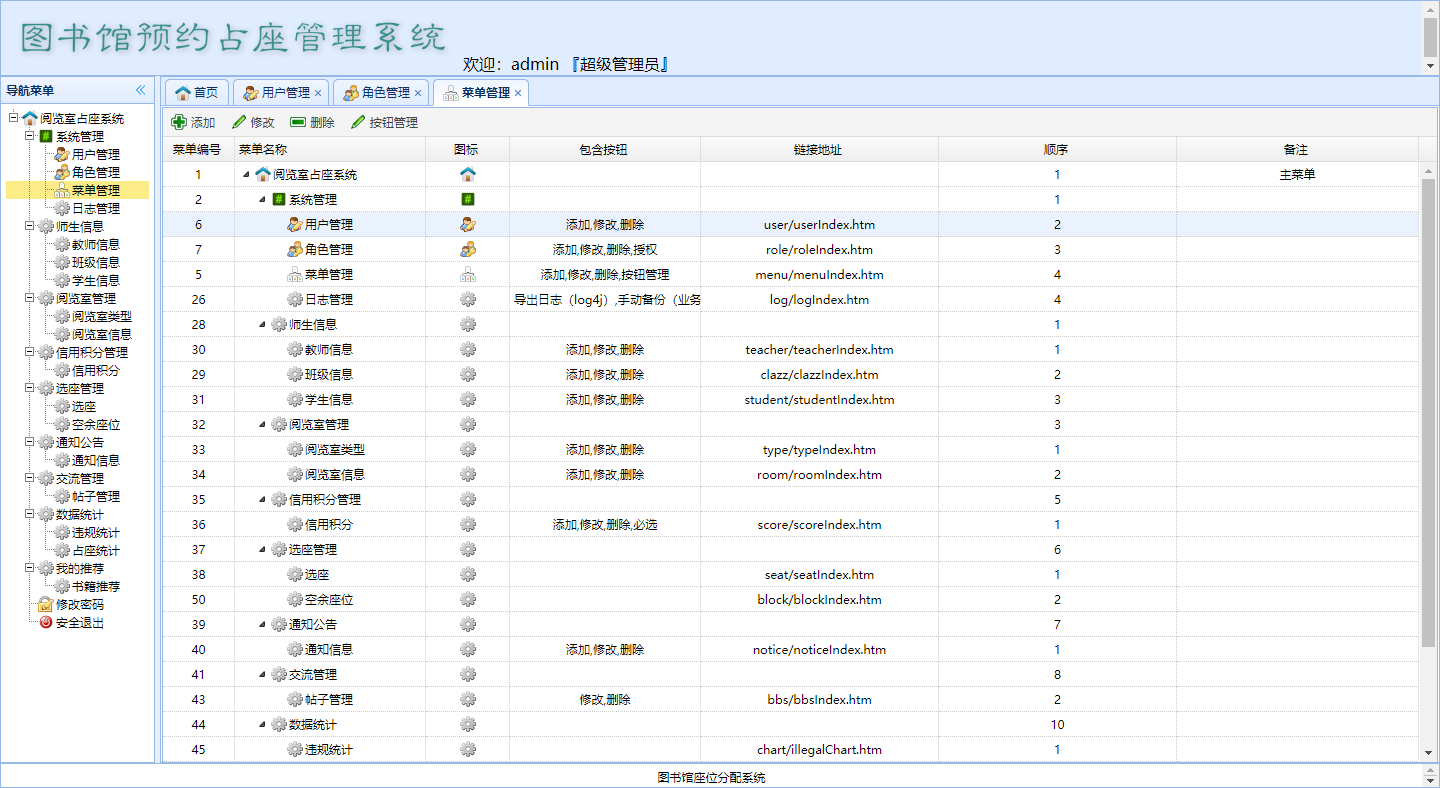 图书馆预约占座管理系统
欢迎：admin 『超级管理员』
导航菜单
阅览室占座系统
系统管理
用户管理
角色管理
菜单管理
日志管理
师生信息
教师信息
班级信息
学生信息
阅览室管理
阅览室类型
阅览室信息
信用积分管理
信用积分
选座管理
选座
空余座位
通知公告
通知信息
交流管理
帖子管理
数据统计
违规统计
占座统计
我的推荐
书籍推荐
修改密码
安全退出
首页 用户管理 角色管理 菜单管理
添加 修改 删除 按钮管理
菜单编号 菜单名称 图标 包含按钮 链接地址 顺序 备注
1 阅览室占座系统 1 主菜单
2 系统管理 1
6 用户管理 添加,修改,删除 user/userIndex.htm 2
7 角色管理 添加,修改,删除,授权 role/roleIndex.htm 3
5 菜单管理 添加,修改,删除,按钮管理 menu/menuIndex.htm 4
26 日志管理 导出日志（log4j）,手动备份（业务 log/logIndex.htm 4
28 师生信息 1
30 教师信息 添加,修改,删除 teacher/teacherIndex.htm 1
29 班级信息 添加,修改,删除 clazz/clazzIndex.htm 2
31 学生信息 添加,修改,删除 student/studentIndex.htm 3
32 阅览室管理 3
33 阅览室类型 添加,修改,删除 type/typeIndex.htm 1
34 阅览室信息 添加,修改,删除 room/roomIndex.htm 2
35 信用积分管理 5
36 信用积分 添加,修改,删除,必选 score/scoreIndex.htm 1
37 选座管理 6
38 选座 seat/seatIndex.htm 1
50 空余座位 block/blockIndex.htm 2
39 通知公告 7
40 通知信息 添加,修改,删除 notice/noticeIndex.htm 1
41 交流管理 8
43 帖子管理 修改,删除 bbs/bbsIndex.htm 2
44 数据统计 10
45 违规统计 chart/illegalChart.htm 1
图书馆座位分配系统